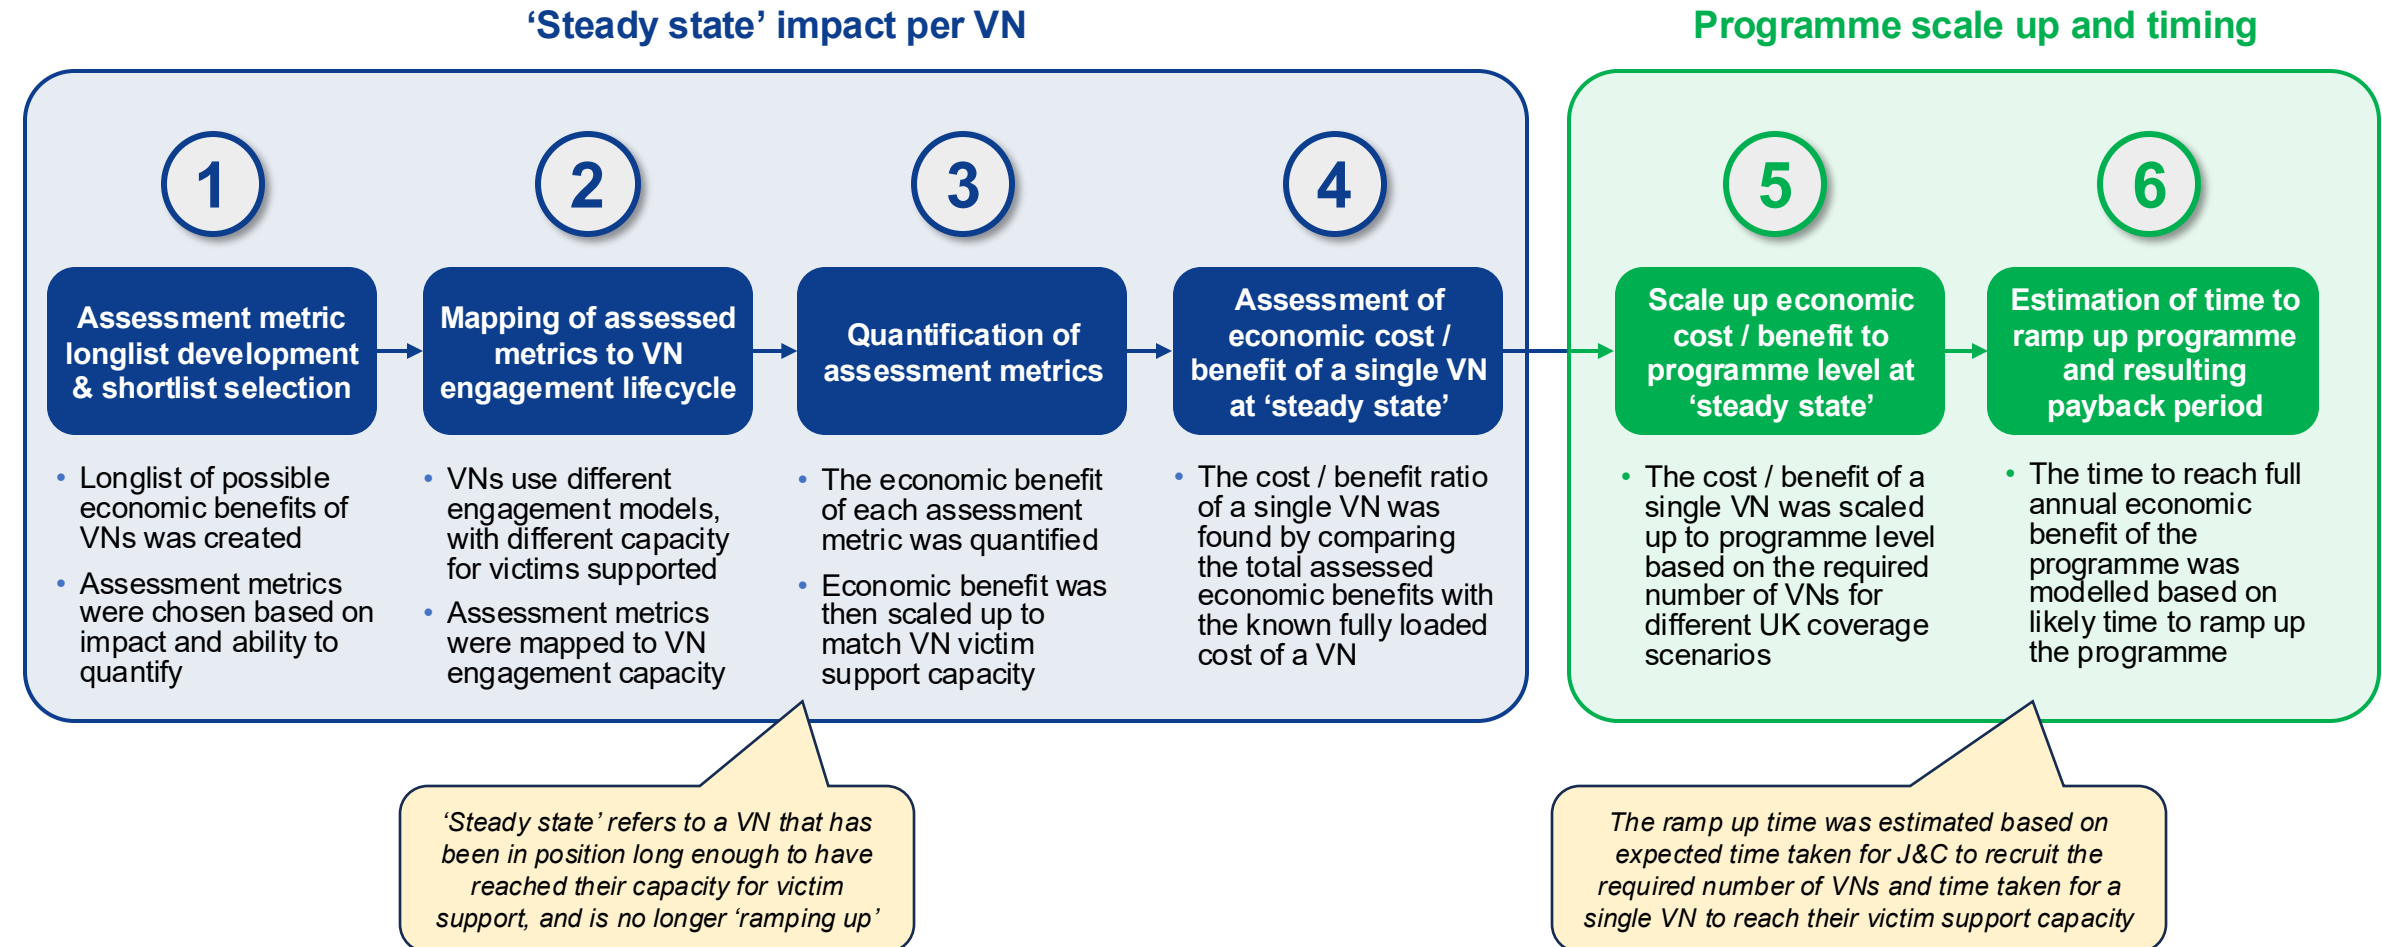 ‘Steady state’ impact per VN
Programme scale up and timing
1
2
3
4
5
6
Assessment metric
longlist development
& shortlist selection
Mapping of assessed
metrics to VN
engagement lifecycle
Quantification of
assessment metrics
Assessment of
economic cost /
benefit of a single VN
at ‘steady state’
Scale up economic
cost / benefit to
programme level at
‘steady state’
Estimation of time to
ramp up programme
and resulting
payback period
• Longlist of possible
economic benefits of
VNs was created
• Assessment metrics
were chosen based on
impact and ability to
quantify
• VNs use different
engagement models,
with different capacity
for victims supported
• Assessment metrics
were mapped to VN
engagement capacity
• The economic benefit
of each assessment
metric was quantified
• Economic benefit was
then scaled up to
match VN victim
support capacity
• The cost / benefit ratio
of a single VN was
found by comparing
the total assessed
economic benefits with
the known fully loaded
cost of a VN
• The cost / benefit of a
single VN was scaled
up to programme level
based on the required
number of VNs for
different UK coverage
scenarios
• The time to reach full
annual economic
benefit of the
programme was
modelled based on
likely time to ramp up
the programme
‘Steady state’ refers to a VN that has
been in position long enough to have
reached their capacity for victim
support, and is no longer ‘ramping up’
The ramp up time was estimated based on
expected time taken for J&C to recruit the
required number of VNs and time taken for a
single VN to reach their victim support capacity